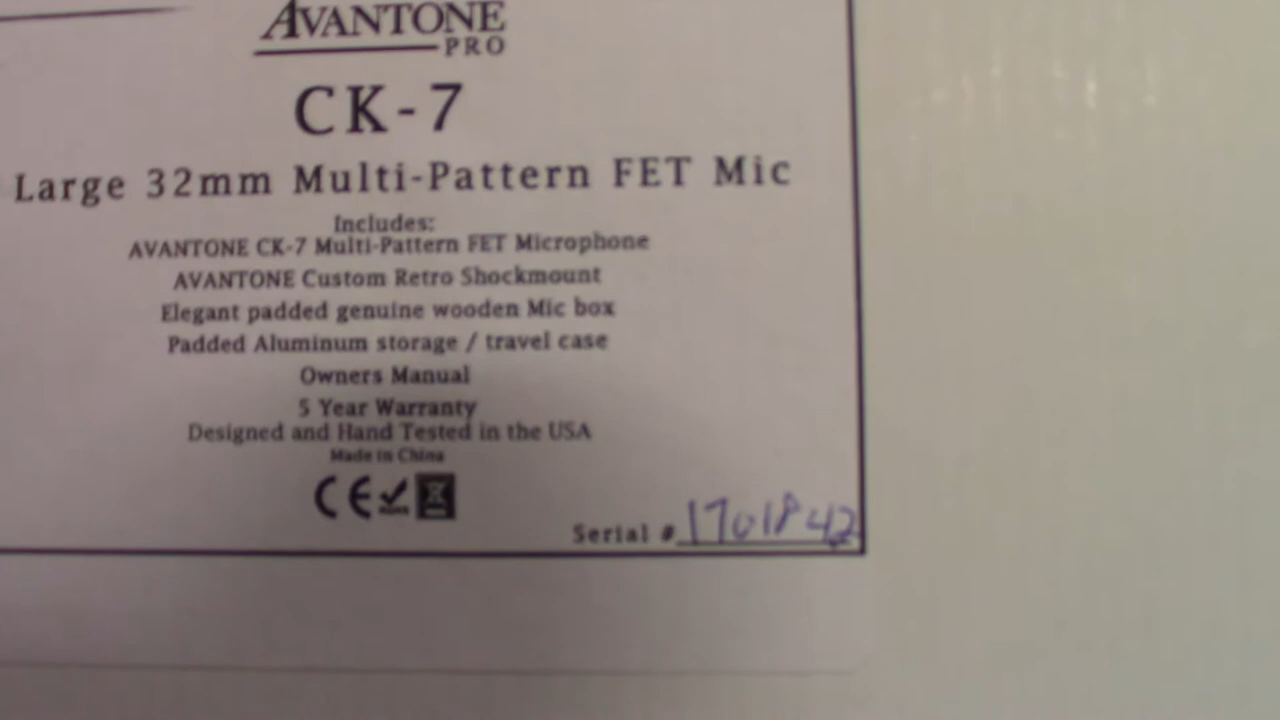 AVANTONE
PRO
CK-7
Large 32mm Multi-Pattern FET Mic
Includes:
AVANTONE CK-7 Multi-Pattern FET Microphone
AVANTONE Custom Retro Shockmount
Elegant padded genuine wooden Mic box
Padded Aluminum storage / travel case
Owners Manual
5 Year Warranty
Designed and Hand Tested in the USA
Made in China
CE
Serial # 1701842